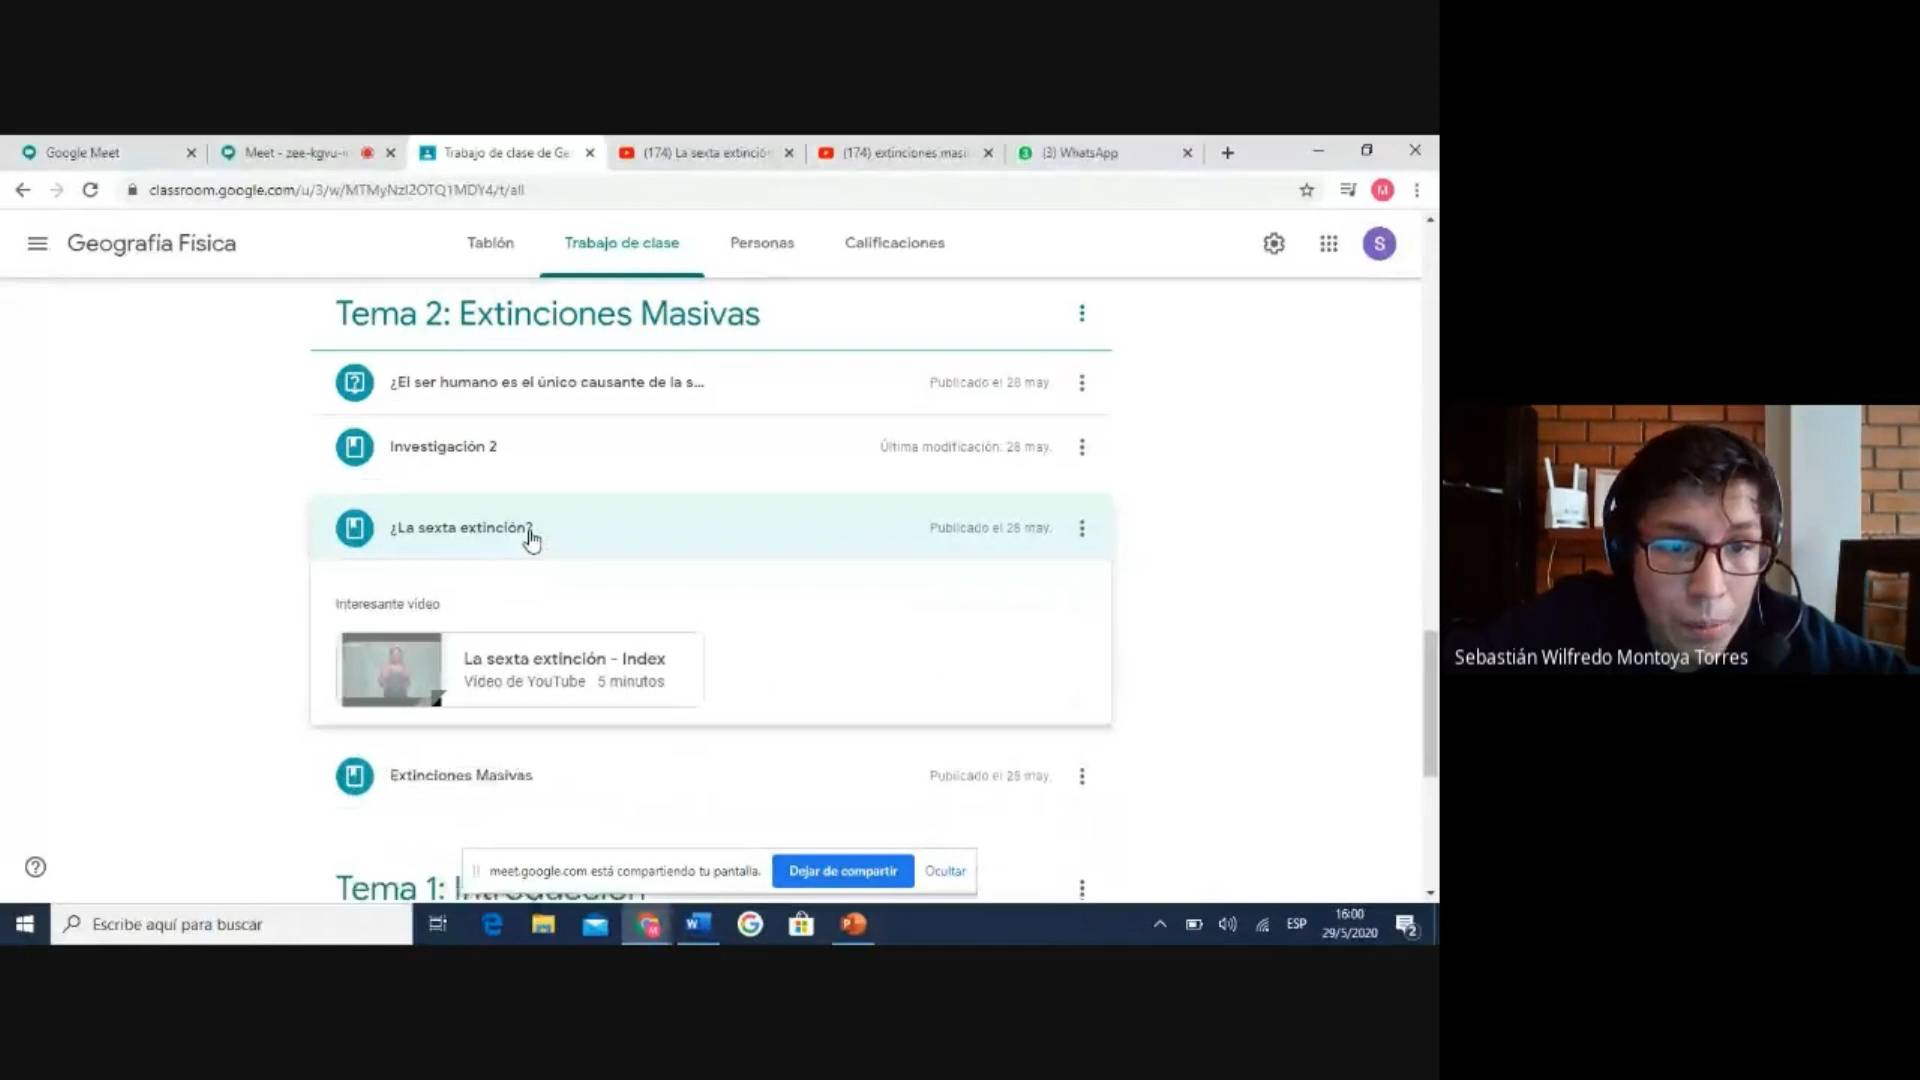 Google Meet
Meet - zee-kgvu-
Trabajo de clase de Ge
(174) La sexta extinció
(174) extinciones masi
(3) WhatsApp
classroom.google.com/u/3/w/MTMyNzI2OTQ1MDY4/t/all
M
Geografía Física
Tablón
Trabajo de clase
Personas
Calificaciones
S
Tema 2: Extinciones Masivas
¿El ser humano es el único causante de la s...
Publicado el 28 may.
Investigación 2
Última modificación: 28 may.
¿La sexta extinción?
Publicado el 28 may.
Interesante video
La sexta extinción - Index
Vídeo de YouTube 5 minutos
Extinciones Masivas
Publicado el 28 may.
Sebastián Wilfredo Montoya Torres
meet.google.com está compartiendo tu pantalla.
Dejar de compartir
Ocultar
Tema 1: Introducción
Escribe aquí para buscar
ESP
16:00
29/5/2020
2